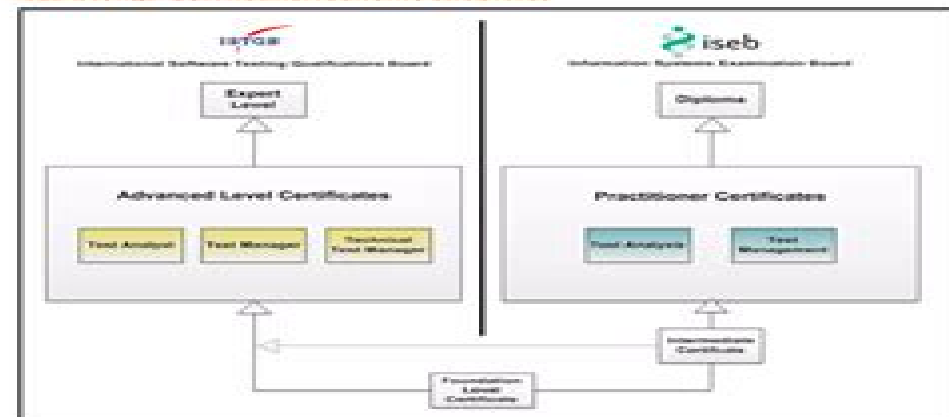 ISTQB
International Software Testing Qualifications Board
Expert
Level
Advanced Level Certificates
Test Analyst
Test Manager
Technical
Test Manager
iseb
Information Systems Examination Board
Diploma
Practitioner Certificates
Test Analysis
Test
Management
Intermediate
Certificate
Foundation
Level
Certificate